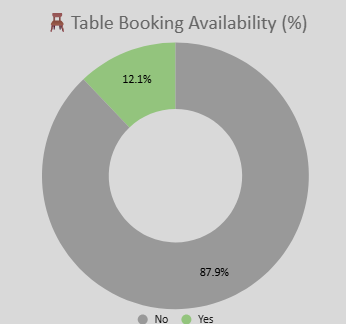 Table Booking Availability (%)
12.1%
87.9%
No Yes